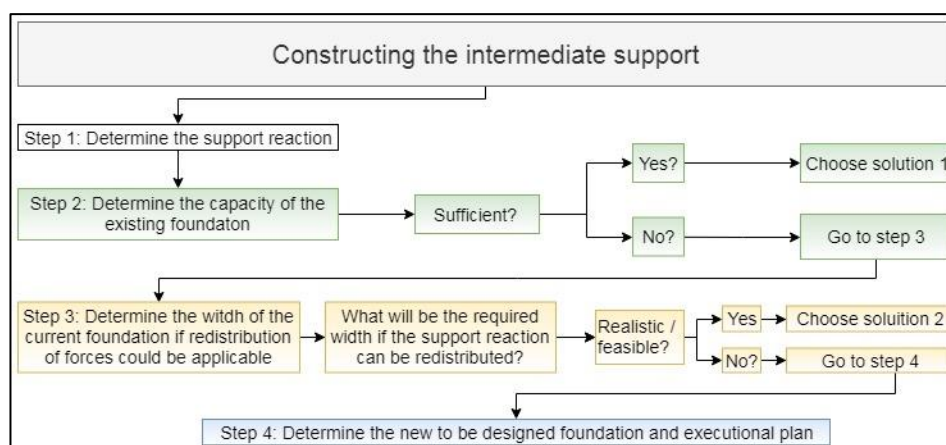 Constructing the intermediate support
Step 1: Determine the support reaction
Step 2: Determine the capacity of the
existing foundaton
Sufficient?
Yes?
Choose solution 1
No?
Go to step 3
Step 3: Determine the witdh of the
current foundation if redistribution
of forces could be applicable
What will be the required
width if the support reaction
can be redistributed?
Realistic /
feasible?
Yes
Choose soluition 2
No?
Go to step 4
Step 4: Determine the new to be designed foundation and executional plan